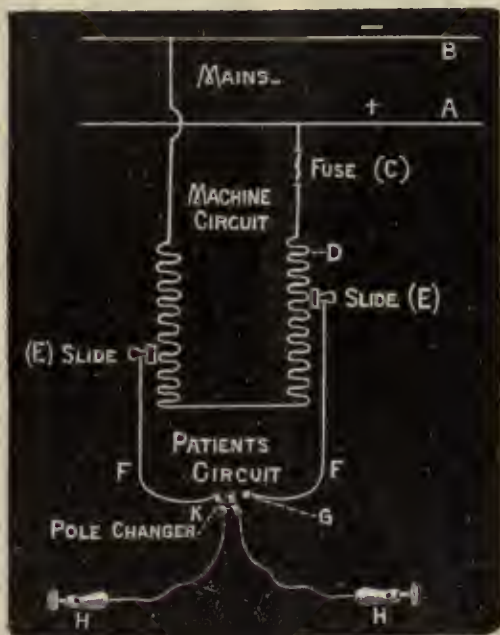 —
B
MAINS-
+ A
FUSE (C)
MACHINE
CIRCUIT
D
SLIDE (E)
(E) SLIDE
PATIENTS
F CIRCUIT F
K G
POLE CHANGER
H H